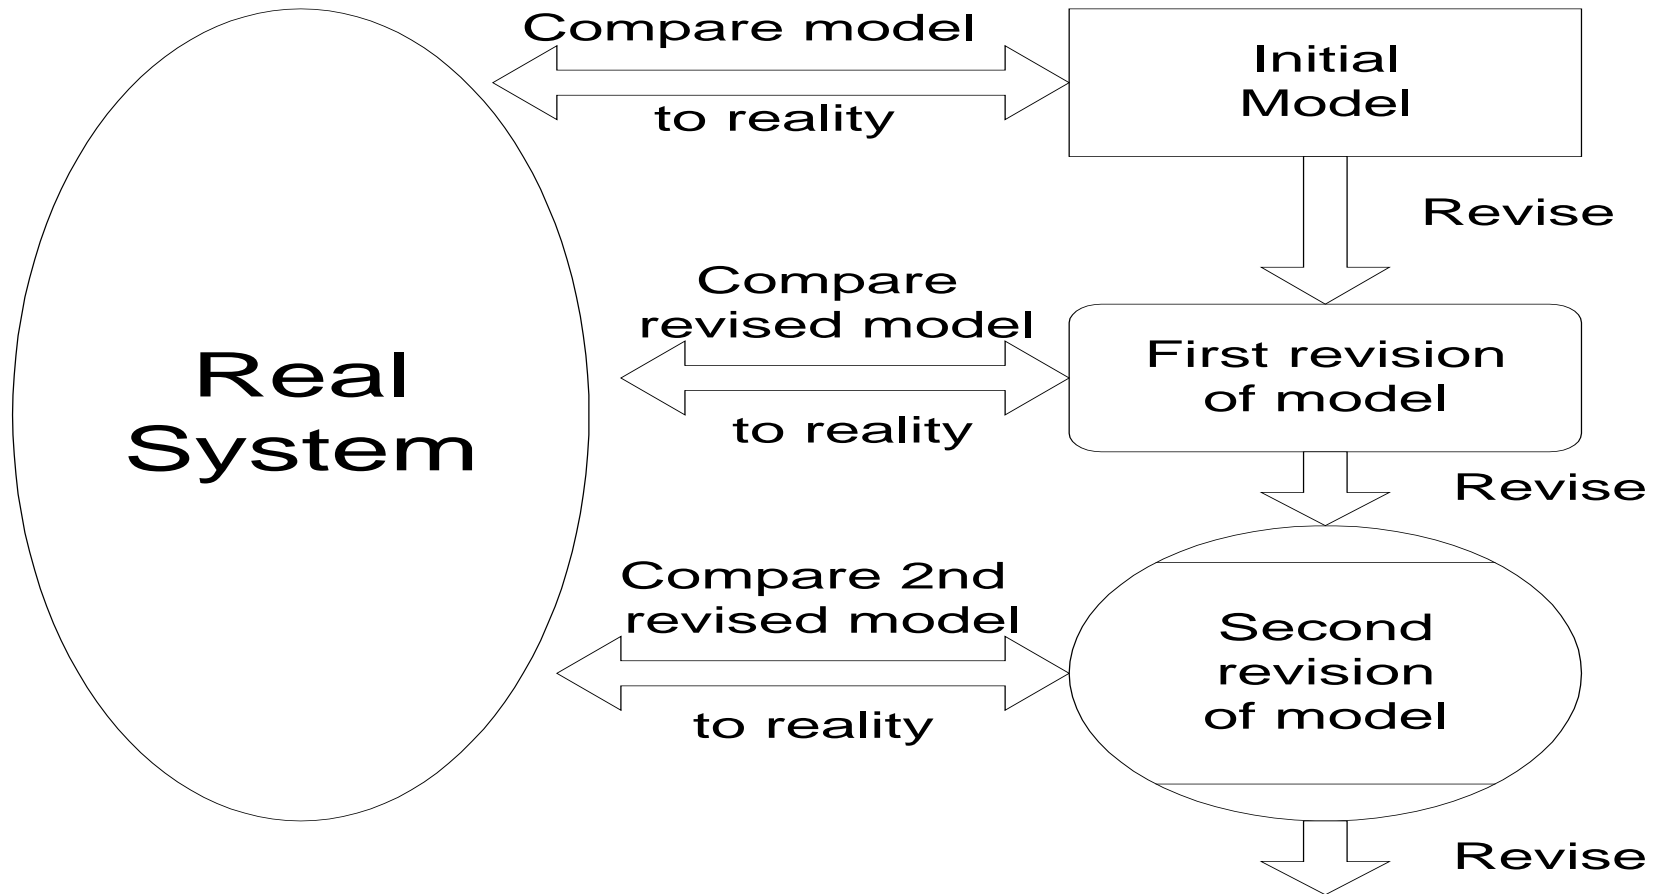 Compare model
to reality
Initial
Model
Revise
Real
System
Compare
revised model
to reality
First revision
of model
Revise
Compare 2nd
revised model
to reality
Second
revision
of model
Revise